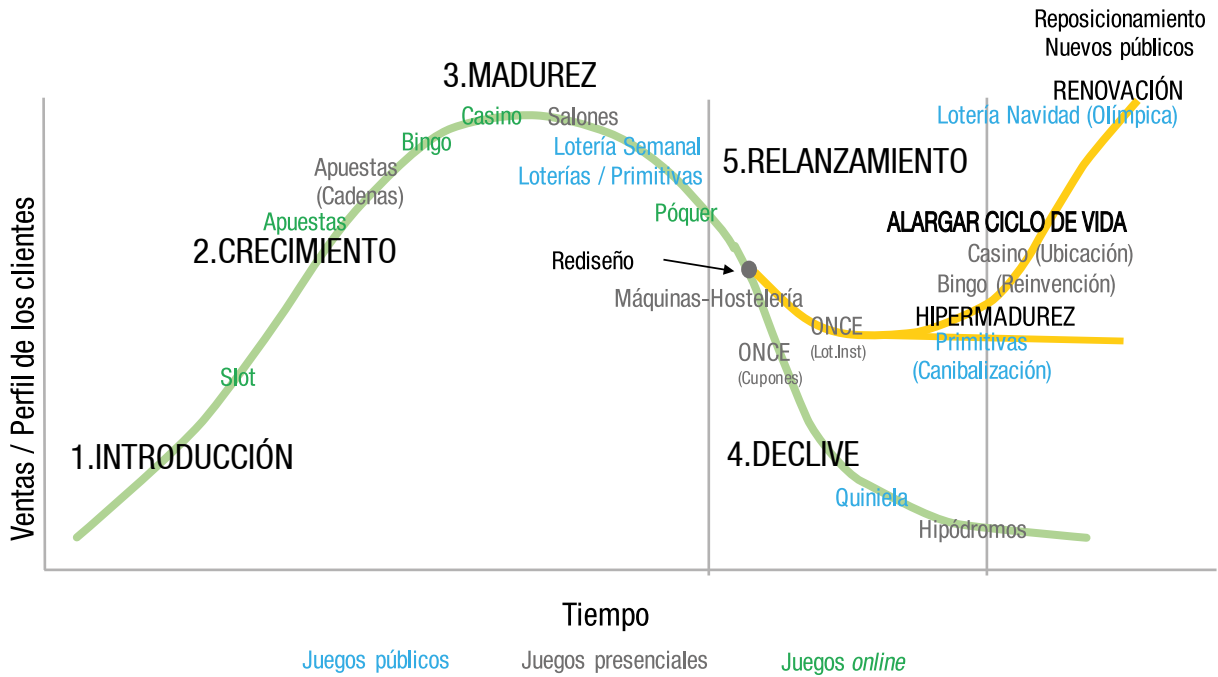 Reposicionamiento
Nuevos públicos
RENOVACIÓN
Lotería Navidad (Olímpica)
3.MADUREZ
Casino
Salones
Bingo
Lotería Semanal
Loterías / Primitivas
Apuestas
(Cadenas)
Póquer
Apuestas
2.CRECIMIENTO
5.RELANZAMIENTO
ALARGAR CICLO DE VIDA
Casino (Ubicación)
Bingo (Reinvención)
Rediseño
Máquinas-Hostelería
HIPERMADUREZ
Primitivas
(Canibalización)
ONCE
(Lot.Inst)
ONCE
(Cupones)
Slot
1.INTRODUCCIÓN
4.DECLIVE
Quiniela
Hipódromos
Ventas / Perfil de los clientes
Tiempo
Juegos públicos
Juegos presenciales
Juegos online